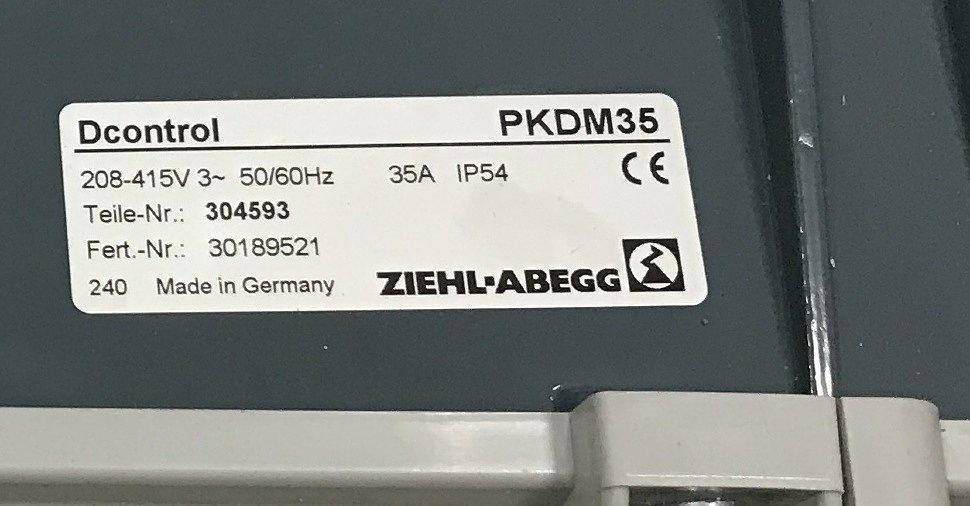 Dcontrol PKDM35
208-415V 3~ 50/60Hz 35A IP54 CE
Teile-Nr.: 304593
Fert.-Nr.: 30189521
240 Made in Germany ZIEHL-ABEGG